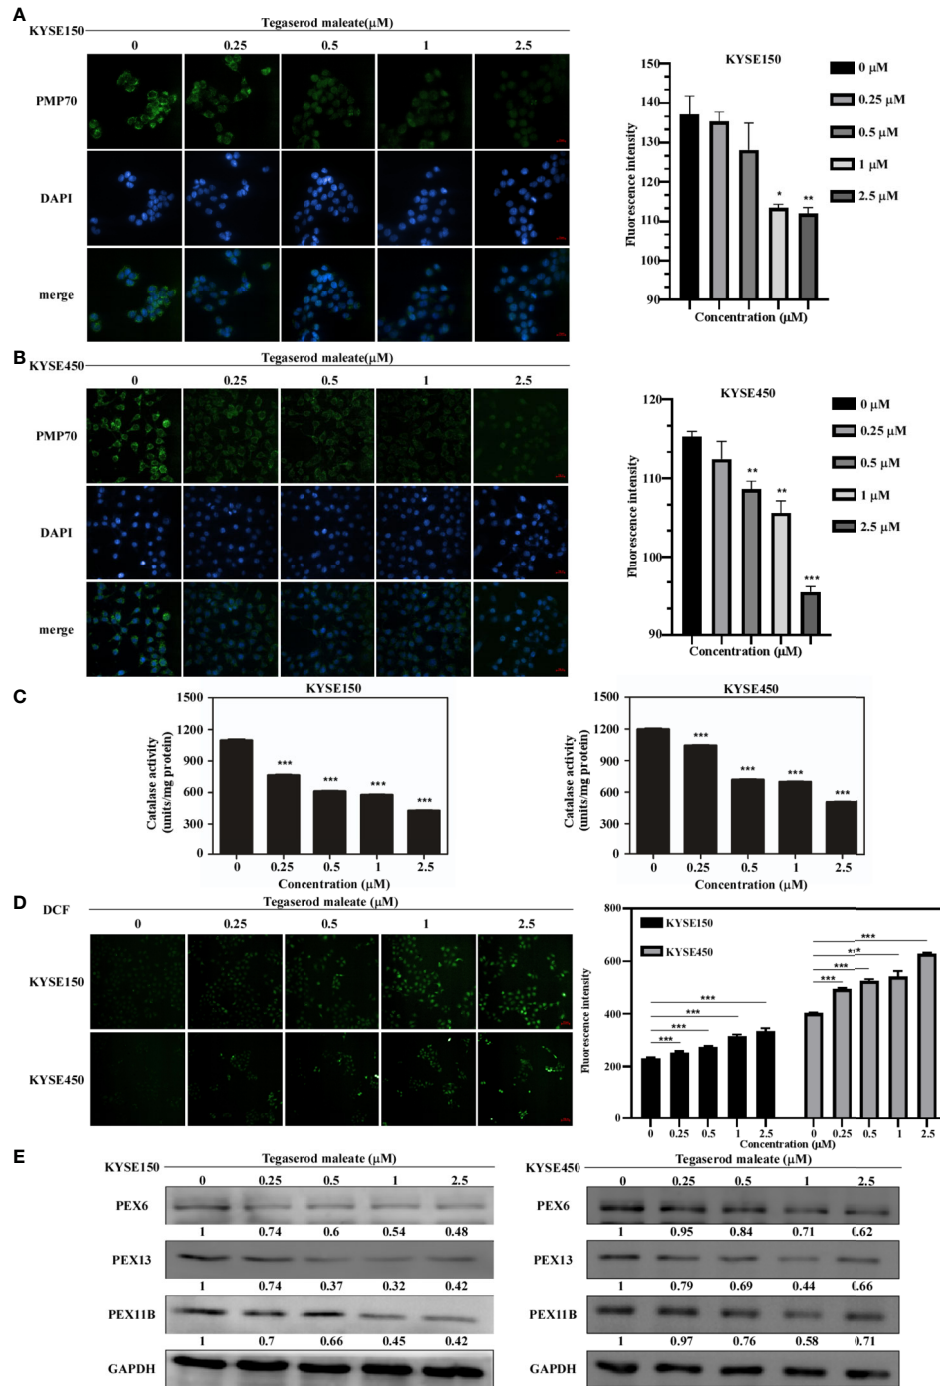 A
KYSE150
Tegaserod maleate(μM)
0 0.25 0.5 1 2.5
PMP70
DAPI
merge
KYSE150
Fluorescence intensity
150
140
130
120
110
100
90
* **
Concentration (μM)
0 μM
0.25 μM
0.5 μM
1 μM
2.5 μM
B
KYSE450
Tegaserod maleate(μM)
0 0.25 0.5 1 2.5
PMP70
DAPI
merge
KYSE450
Fluorescence intensity
120
110
100
90
** ** ***
Concentration (μM)
0 μM
0.25 μM
0.5 μM
1 μM
2.5 μM
C
KYSE150
Catalase activity
(units/mg protein)
1500
1200
900
600
300
0
*** *** *** ***
0 0.25 0.5 1 2.5
Concentration (μM)
KYSE450
Catalase activity
(units/mg protein)
1500
1200
900
600
300
0
*** *** *** ***
0 0.25 0.5 1 2.5
Concentration (μM)
D
DCF
Tegaserod maleate (μM)
0 0.25 0.5 1 2.5
KYSE150
KYSE450
Fluorescence intensity
800
600
400
200
0
KYSE150
KYSE450
*** *** *** ***
*** *** *** ***
0 0.25 0.5 1 2.5 0 0.25 0.5 1 2.5
Concentration (μM)
E
KYSE150
Tegaserod maleate (μM)
0 0.25 0.5 1 2.5
PEX6
1 0.74 0.6 0.54 0.48
PEX13
1 0.74 0.37 0.32 0.42
PEX11B
1 0.7 0.66 0.45 0.42
GAPDH
KYSE450
Tegaserod maleate (μM)
0 0.25 0.5 1 2.5
PEX6
1 0.95 0.84 0.71 0.62
PEX13
1 0.79 0.69 0.44 0.66
PEX11B
1 0.97 0.76 0.58 0.71
GAPDH